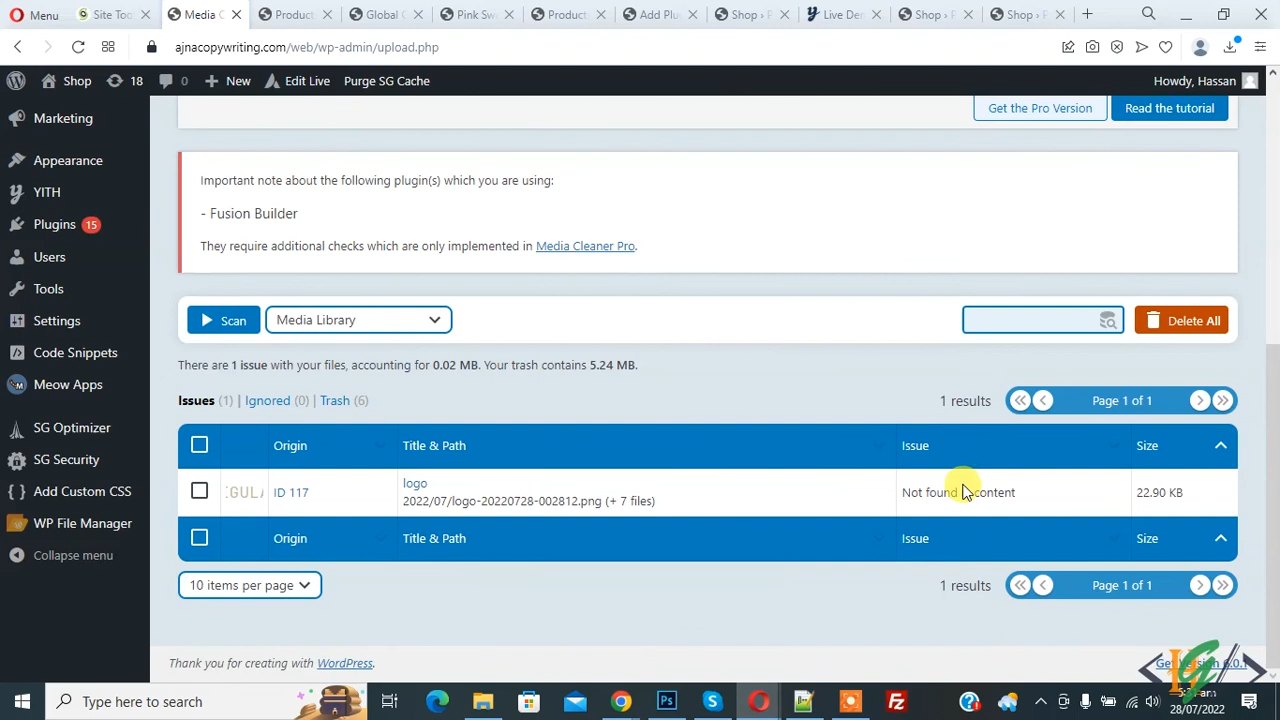 Menu
Site Too
Media C
Product
Global C
Pink Sw
Product
Add Plu
Shop › P
Live Den
Shop › P
Shop › P
ajnacopywriting.com/web/wp-admin/upload.php
Shop
18
0
New
Edit Live
Purge SG Cache
Howdy, Hassan
Marketing
Appearance
YITH
Plugins 15
Users
Tools
Settings
Code Snippets
Meow Apps
SG Optimizer
SG Security
Add Custom CSS
WP File Manager
Collapse menu
Get the Pro Version
Read the tutorial
Important note about the following plugin(s) which you are using:
- Fusion Builder
They require additional checks which are only implemented in Media Cleaner Pro.
Scan
Media Library
Delete All
There are 1 issue with your files, accounting for 0.02 MB. Your trash contains 5.24 MB.
Issues (1) | Ignored (0) | Trash (6)
1 results
Page 1 of 1
Origin
Title & Path
Issue
Size
ID 117
logo
2022/07/logo-20220728-002812.png (+ 7 files)
Not found content
22.90 KB
Origin
Title & Path
Issue
Size
10 items per page
1 results
Page 1 of 1
Thank you for creating with WordPress.
Type here to search
28/07/2022